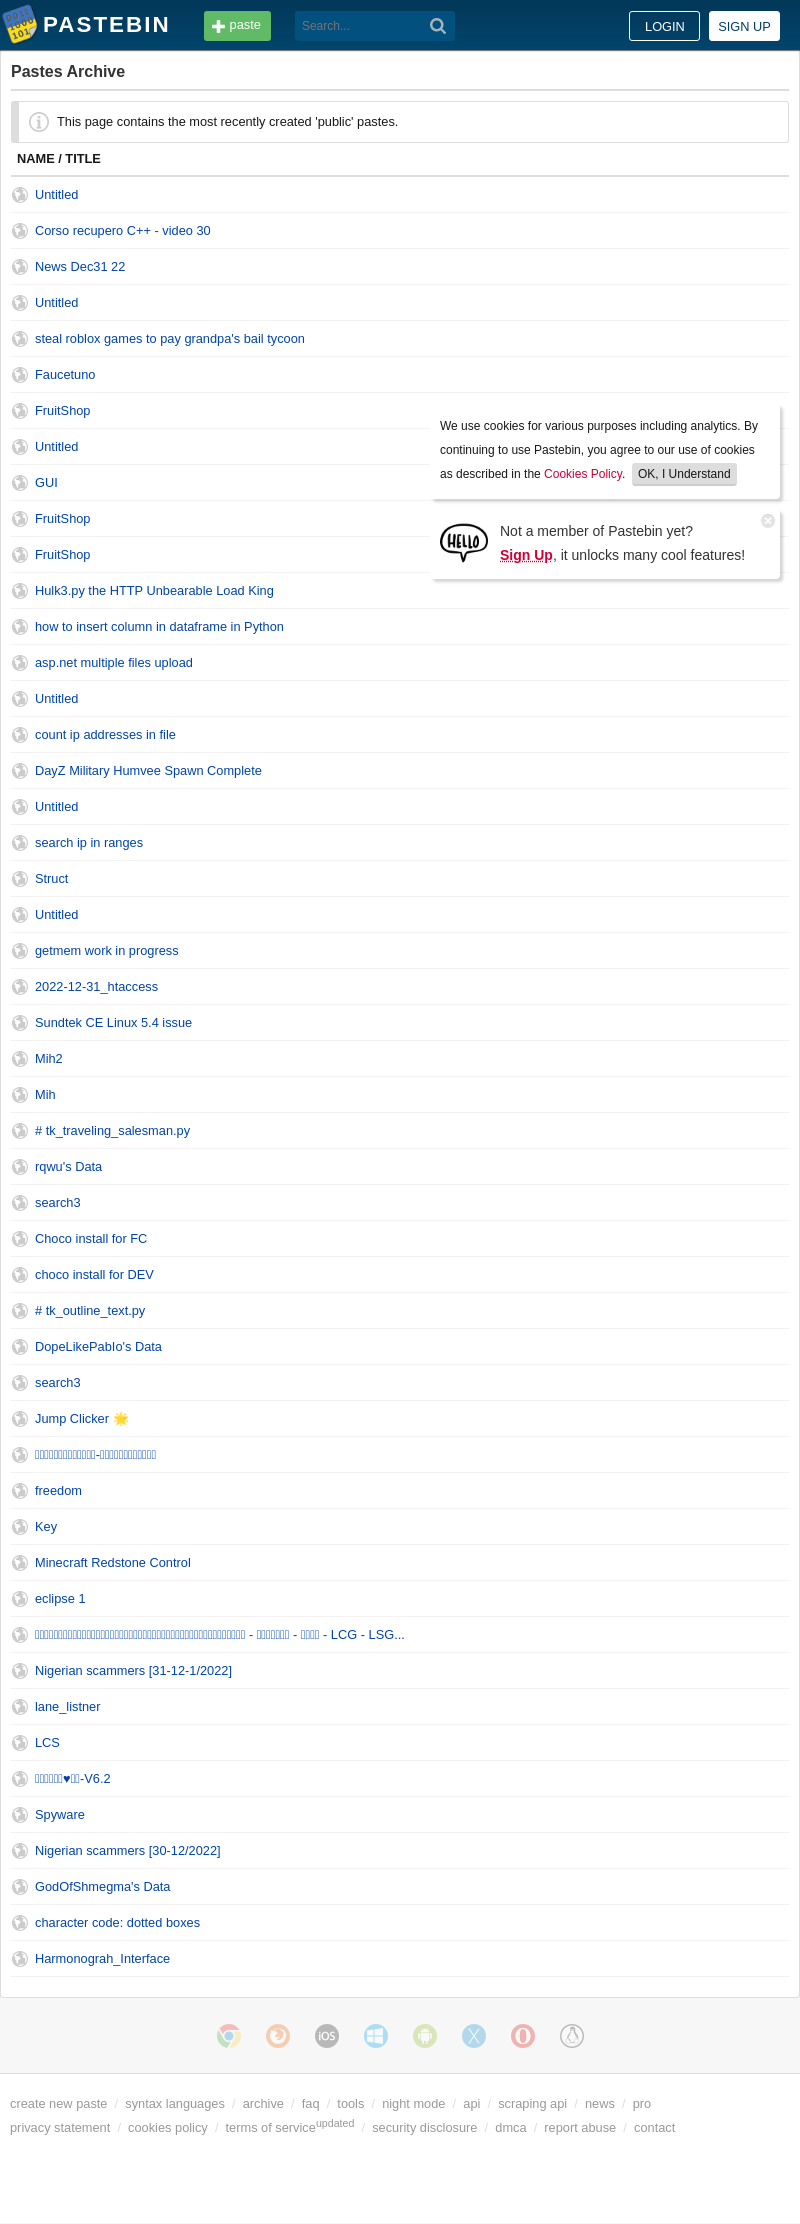 PASTEBIN
paste
Search...
LOGIN
SIGN UP
Pastes Archive
This page contains the most recently created 'public' pastes.
NAME / TITLE
Untitled
Corso recupero C++ - video 30
News Dec31 22
Untitled
steal roblox games to pay grandpa's bail tycoon
Faucetuno
FruitShop
Untitled
GUI
FruitShop
FruitShop
We use cookies for various purposes including analytics. By
continuing to use Pastebin, you agree to our use of cookies
as described in the Cookies Policy. OK, I Understand
HELLO
Not a member of Pastebin yet?
Sign Up, it unlocks many cool features!
Hulk3.py the HTTP Unbearable Load King
how to insert column in dataframe in Python
asp.net multiple files upload
Untitled
count ip addresses in file
DayZ Military Humvee Spawn Complete
Untitled
search ip in ranges
Struct
Untitled
getmem work in progress
2022-12-31_htaccess
Sundtek CE Linux 5.4 issue
Mih2
Mih
# tk_traveling_salesman.py
rqwu's Data
search3
Choco install for FC
choco install for DEV
# tk_outline_text.py
DopeLikePablo's Data
search3
Jump Clicker 🌟
freedom
Key
Minecraft Redstone Control
eclipse 1
- LCG - LSG...
Nigerian scammers [31-12-1/2022]
lane_listner
LCS
♥-V6.2
Spyware
Nigerian scammers [30-12/2022]
GodOfShmegma's Data
character code: dotted boxes
Harmonograh_Interface
iOS
create new paste / syntax languages / archive / faq / tools / night mode / api / scraping api / news / pro
privacy statement / cookies policy / terms of service updated / security disclosure / dmca / report abuse / contact